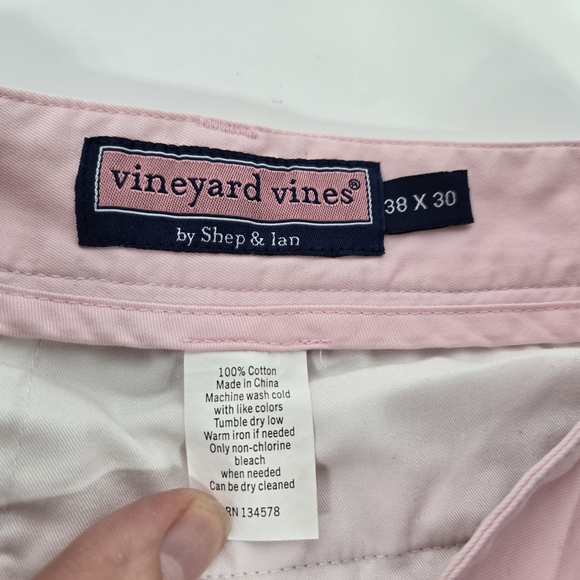 vineyard vines®
by Shep & Ian
38 X 30
100% Cotton
Made in China
Machine wash cold
with like colors
Tumble dry low
Warm iron if needed
Only non-chlorine
bleach
when needed
Can be dry cleaned
RN 134578